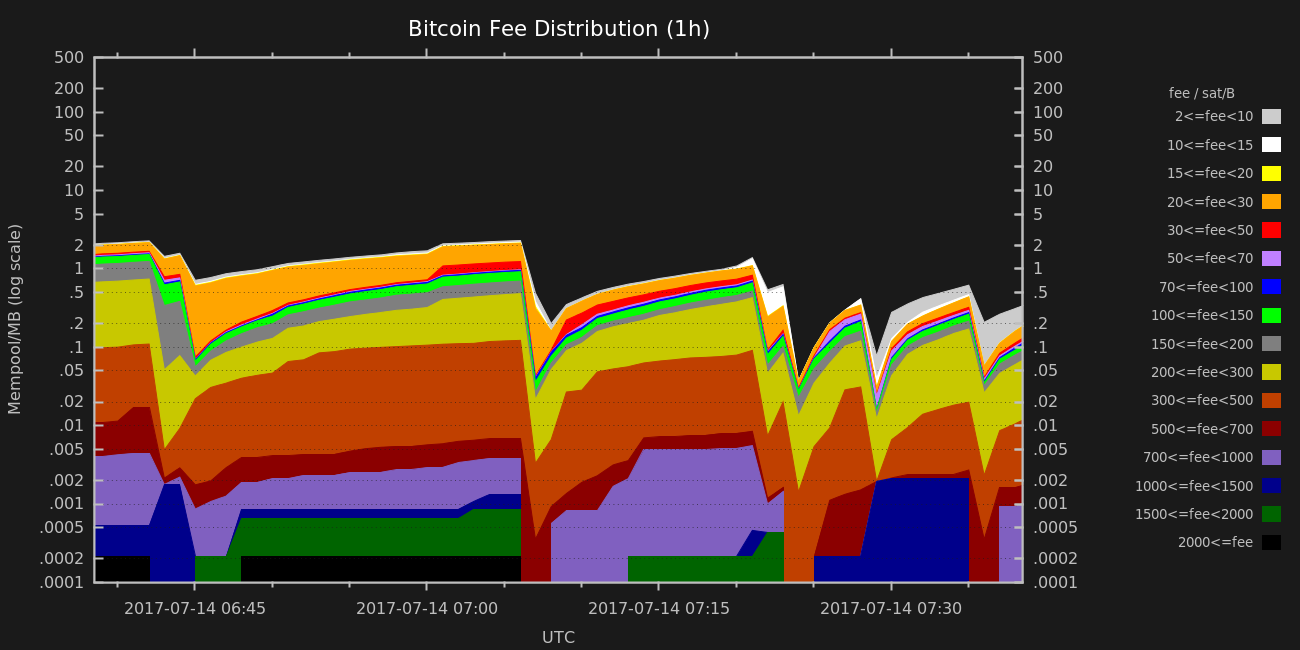 Bitcoin Fee Distribution (1h)
Mempool/MB (log scale)
500 500
200 200
100 100
50 50
20 20
10 10
5 5
2 2
1 1
.5 .5
.2 .2
.1 .1
.05 .05
.02 .02
.01 .01
.005 .005
.002 .002
.001 .001
.0005 .0005
.0002 .0002
.0001 .0001
2017-07-14 06:45 2017-07-14 07:00 2017-07-14 07:15 2017-07-14 07:30
UTC
fee / sat/B
2<=fee<10
10<=fee<15
15<=fee<20
20<=fee<30
30<=fee<50
50<=fee<70
70<=fee<100
100<=fee<150
150<=fee<200
200<=fee<300
300<=fee<500
500<=fee<700
700<=fee<1000
1000<=fee<1500
1500<=fee<2000
2000<=fee